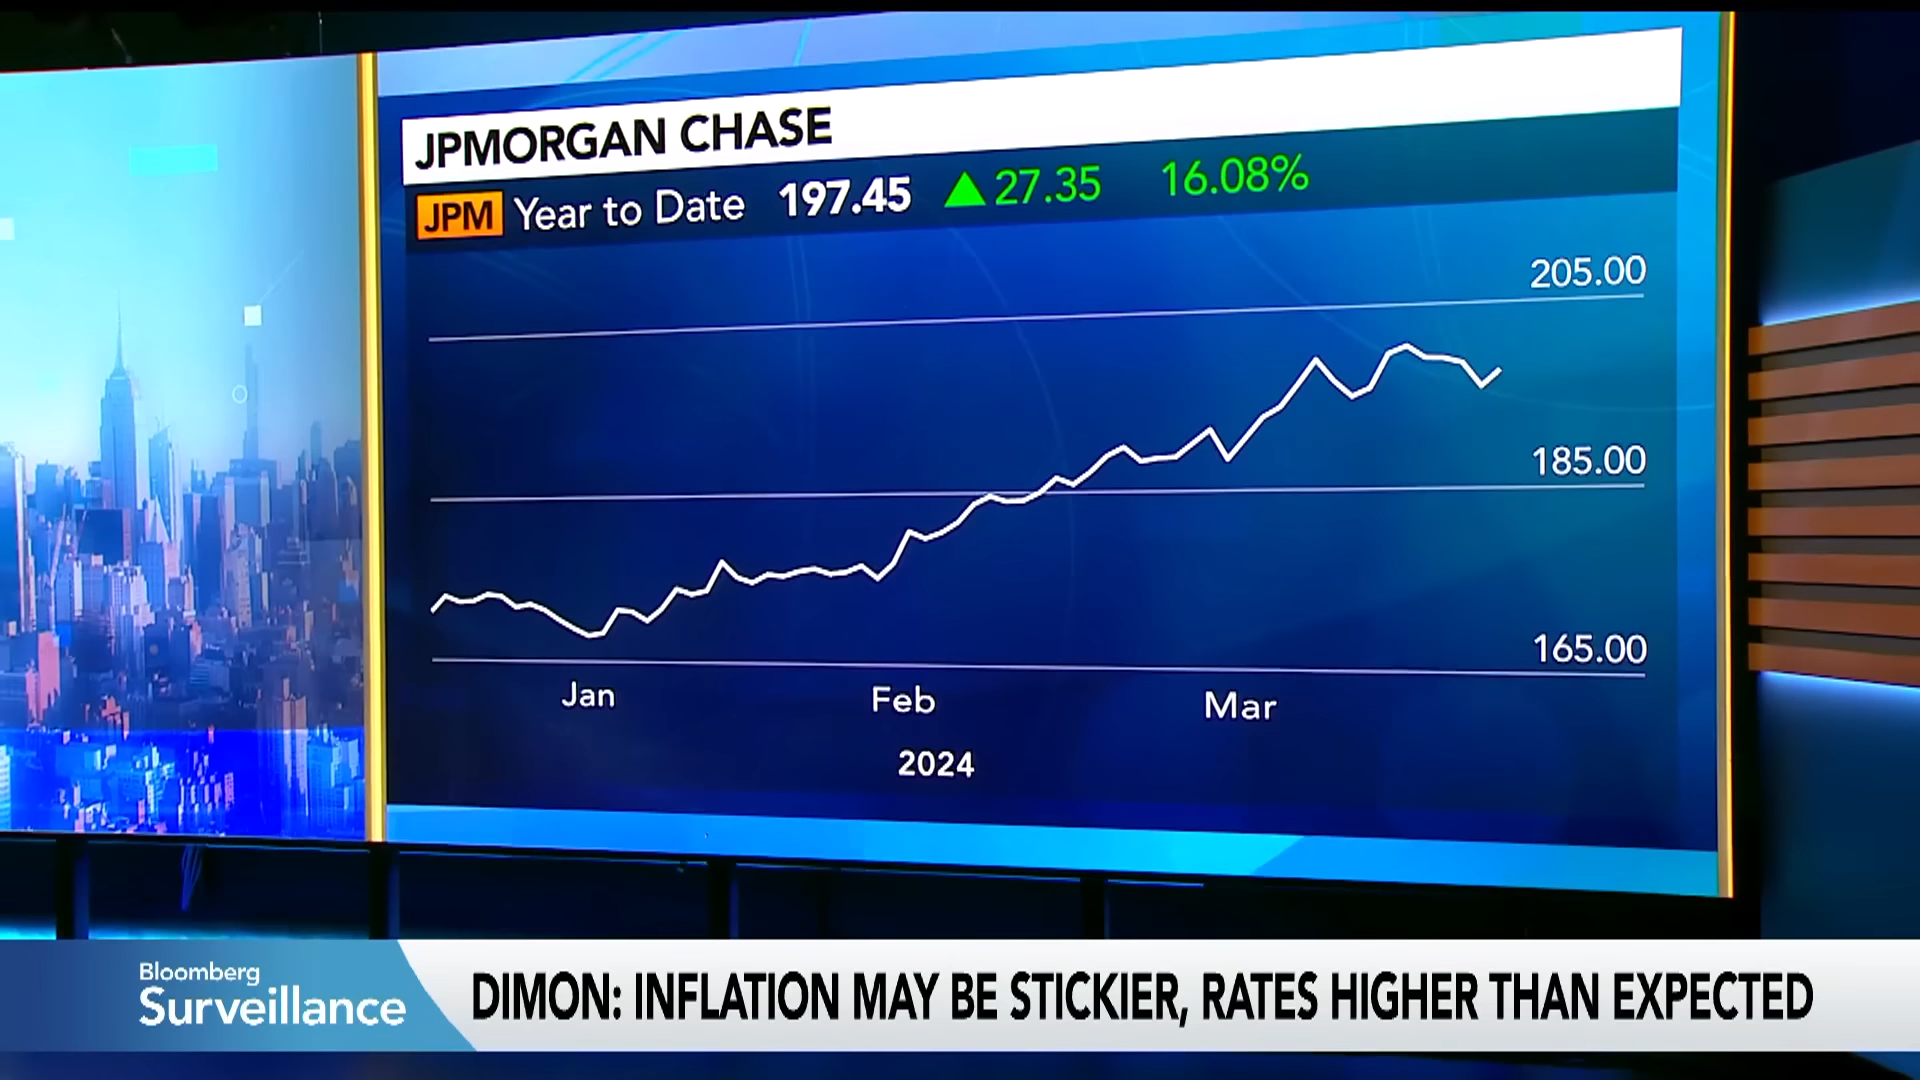 JPMORGAN CHASE
JPM Year to Date 197.45 ▲27.35 16.08%
205.00
185.00
165.00
Jan Feb Mar
2024
Bloomberg
Surveillance
DIMON: INFLATION MAY BE STICKIER, RATES HIGHER THAN EXPECTED